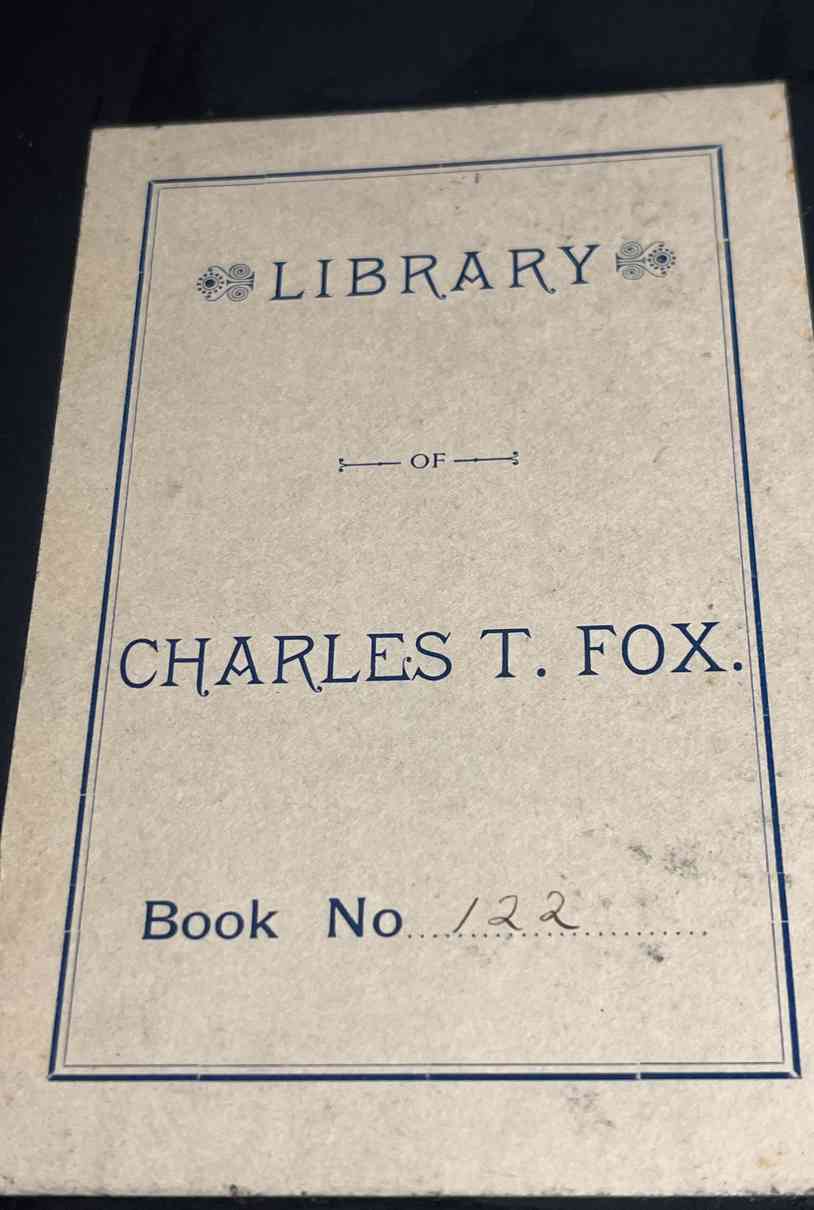 LIBRARY
OF
CHARLES T. FOX.
Book No. 122